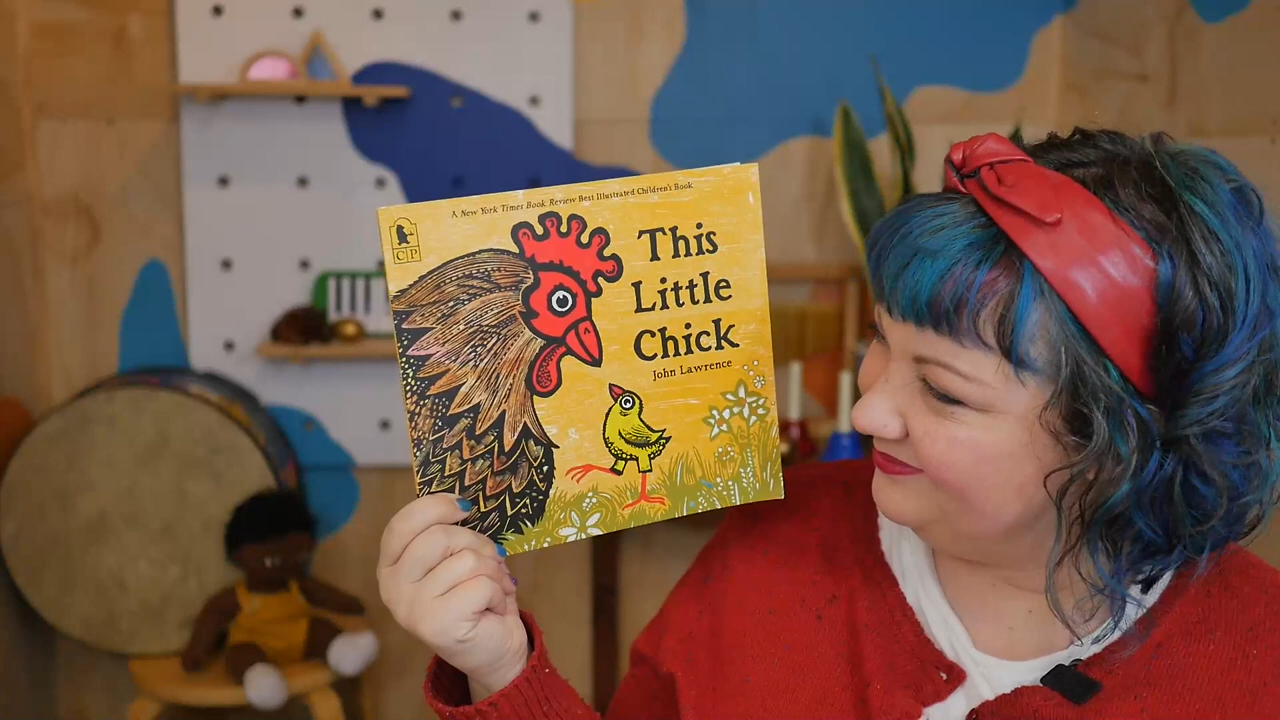 A New York Times Book Review Best Illustrated Children's Book
CP
This
Little
Chick
John Lawrence